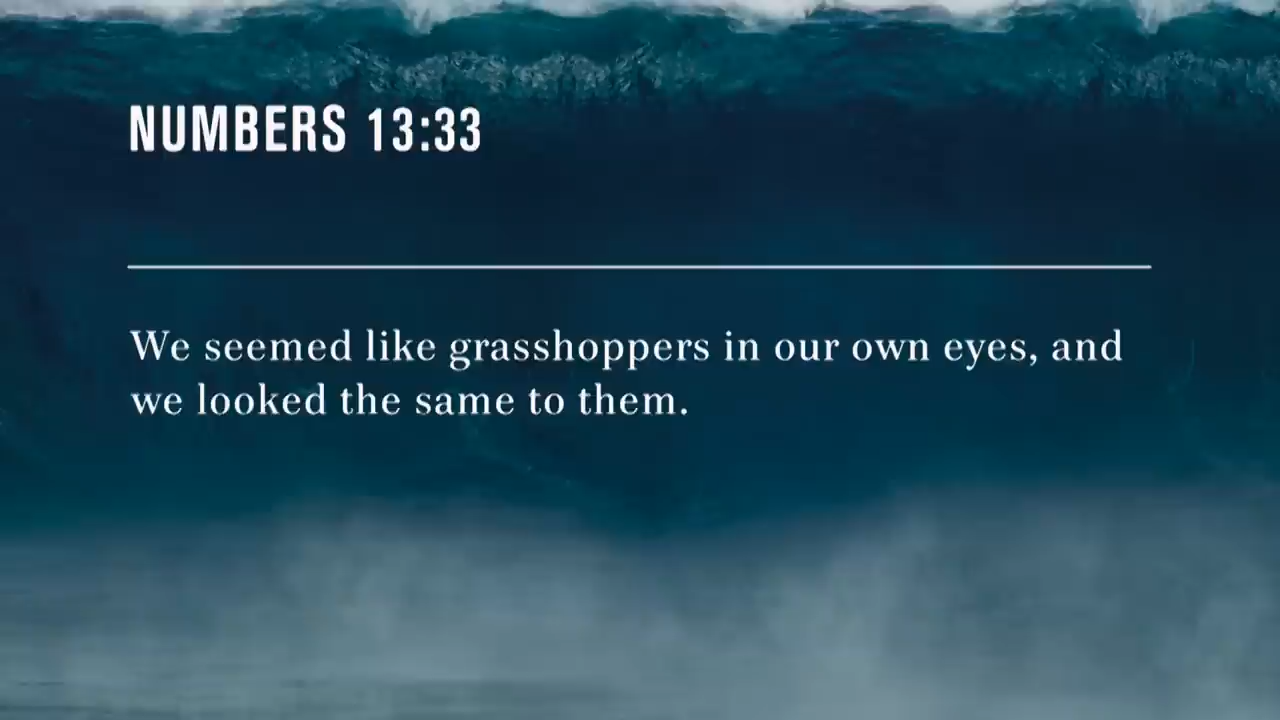 NUMBERS 13:33
We seemed like grasshoppers in our own eyes, and
we looked the same to them.